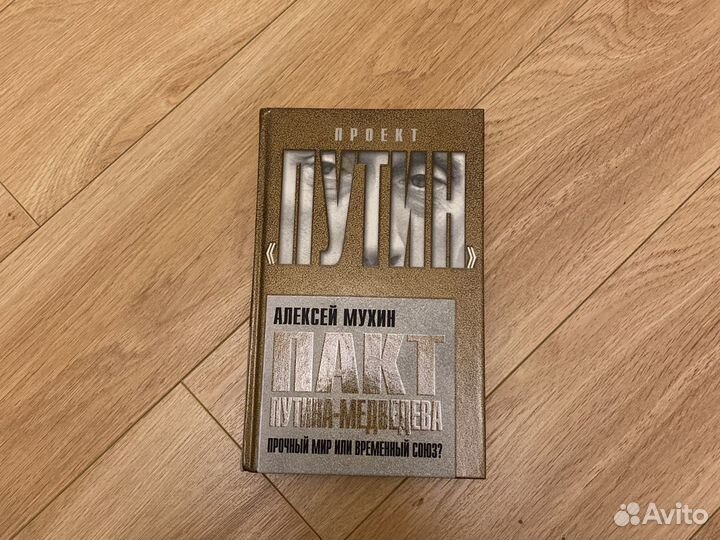 ПРОЕКТ
«ПУТИН»
АЛЕКСЕЙ МУХИН
ПАКТ
ПУТИНА-МЕДВЕДЕВА
ПРОЧНЫЙ МИР ИЛИ ВРЕМЕННЫЙ СОЮЗ?
Avito